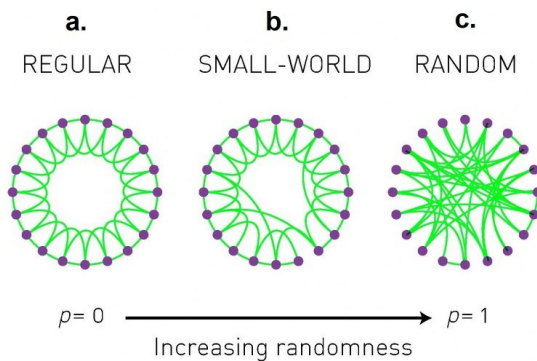 a. b. c.
REGULAR SMALL-WORLD RANDOM
p= 0 p= 1
Increasing randomness